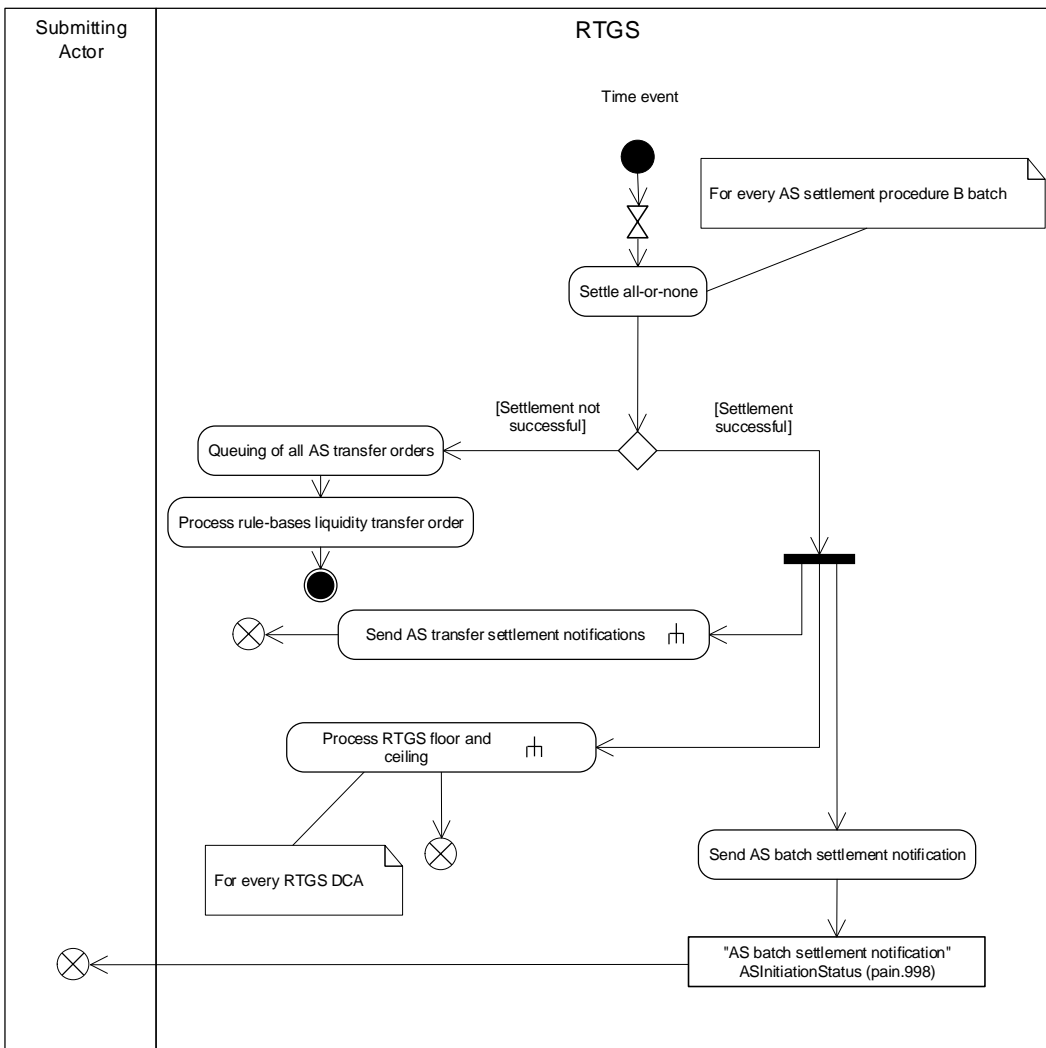 Submitting
Actor
RTGS
Time event
For every AS settlement procedure B batch
Settle all-or-none
[Settlement not
successful]
[Settlement
successful]
Queuing of all AS transfer orders
Process rule-bases liquidity transfer order
Send AS transfer settlement notifications
Process RTGS floor and
ceiling
Send AS batch settlement notification
For every RTGS DCA
"AS batch settlement notification"
ASInitiationStatus (pain.998)